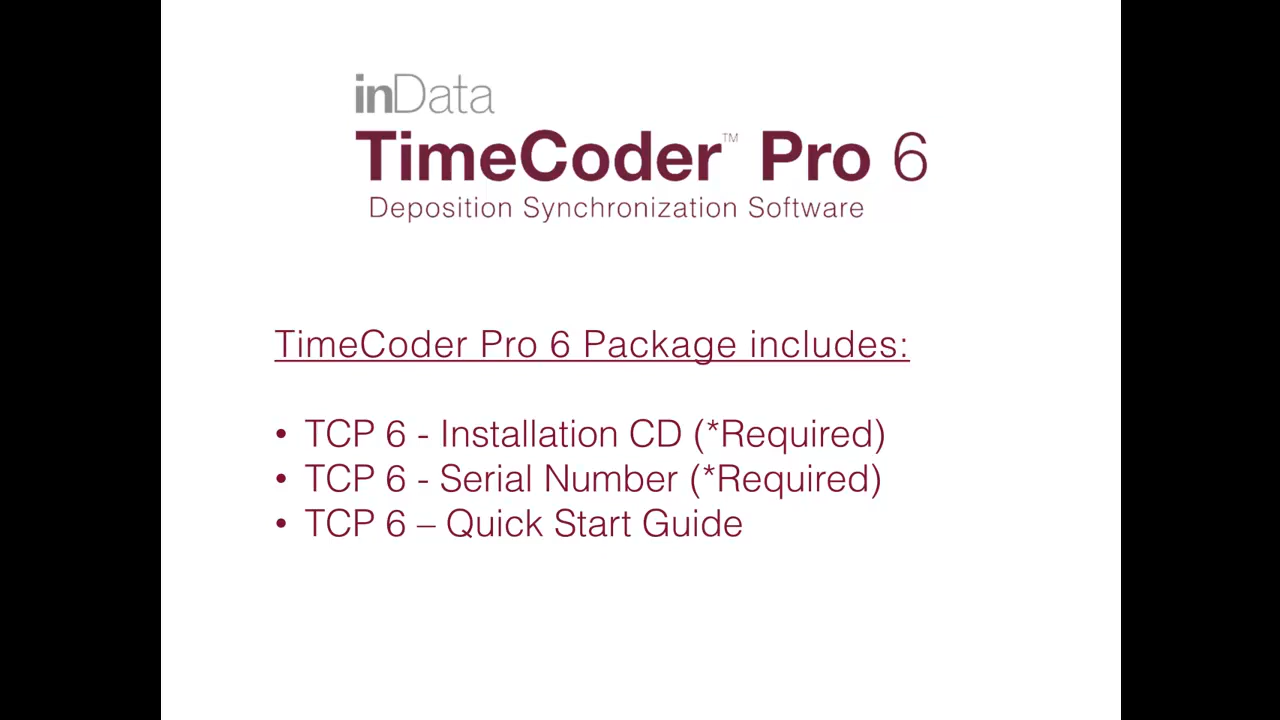 inData
TimeCoder™ Pro 6
Deposition Synchronization Software
TimeCoder Pro 6 Package includes:
• TCP 6 - Installation CD (*Required)
• TCP 6 - Serial Number (*Required)
• TCP 6 – Quick Start Guide